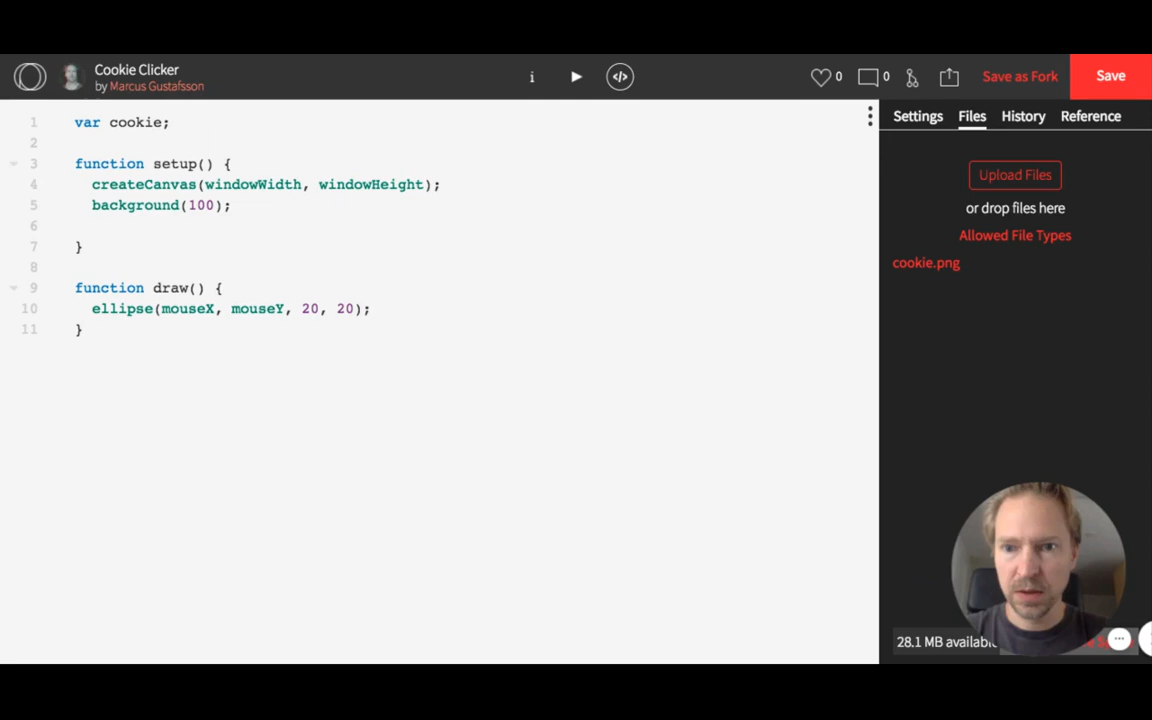 Cookie Clicker
by Marcus Gustafsson
i
</>
0
0
Save as Fork
Save
1 var cookie;
2
3 function setup() {
4 createCanvas(windowWidth, windowHeight);
5 background(100);
6
7 }
8
9 function draw() {
10 ellipse(mouseX, mouseY, 20, 20);
11 }
Settings Files History Reference
Upload Files
or drop files here
Allowed File Types
cookie.png
28.1 MB